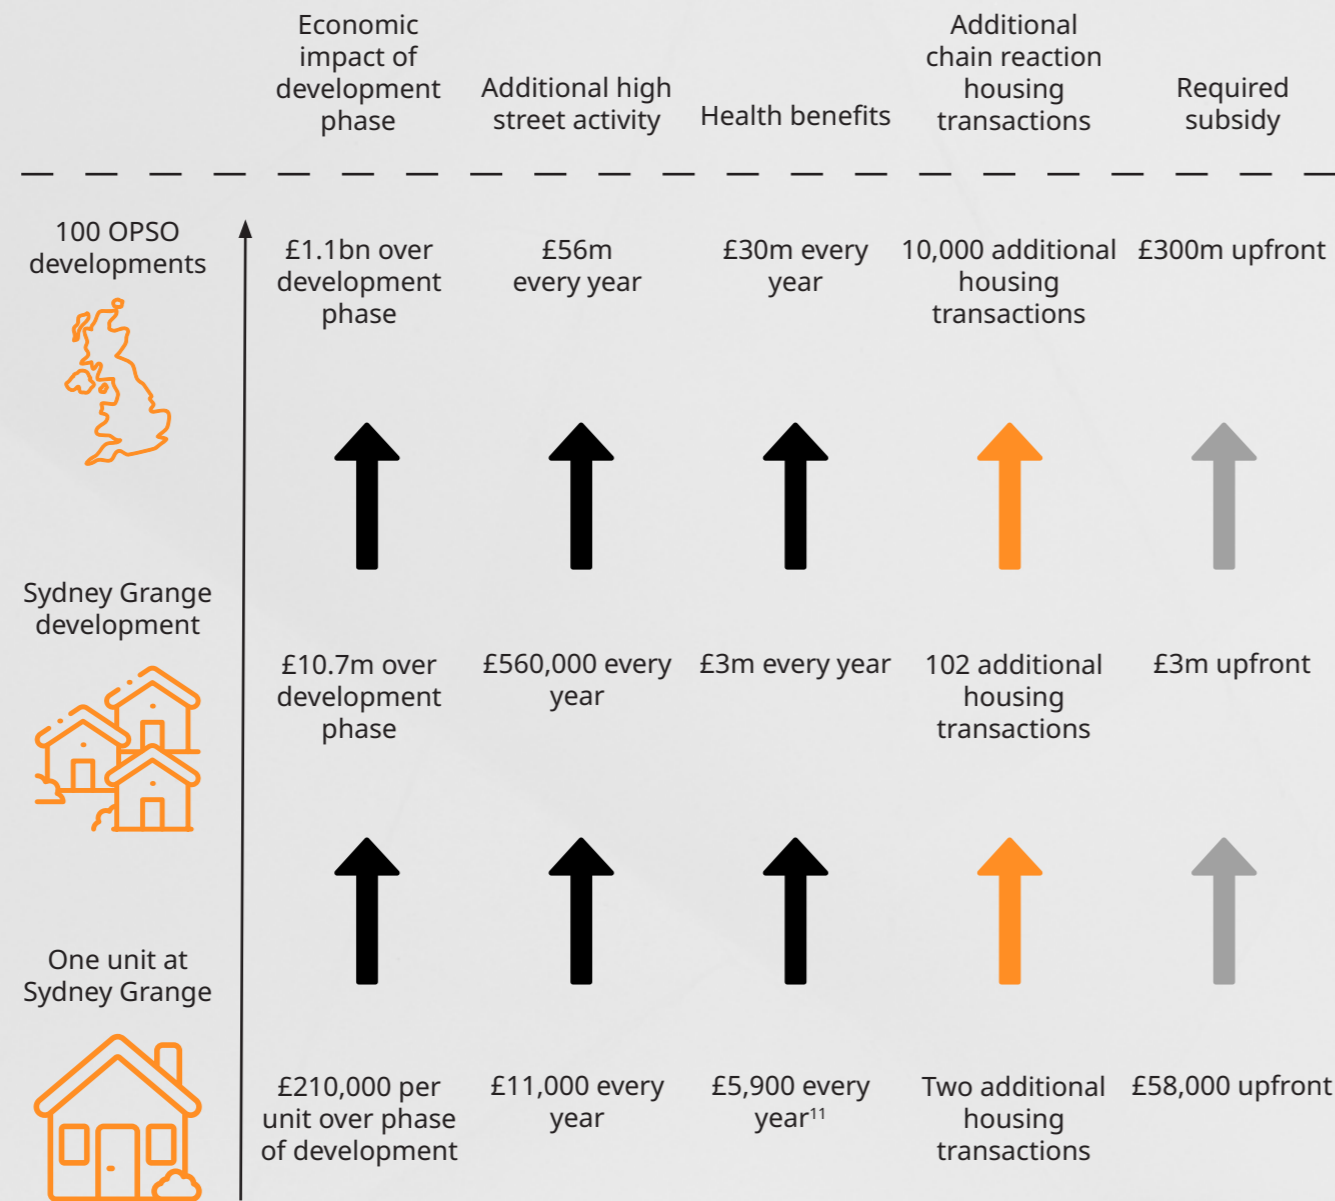 Economic
impact of
development
phase
Additional high
street activity
Health benefits
Additional
chain reaction
housing
transactions
Required
subsidy
100 OPSO
developments
£1.1bn over
development
phase
£56m
every year
£30m every
year
10,000 additional
housing
transactions
£300m upfront
Sydney Grange
development
£10.7m over
development
phase
£560,000 every
year
£3m every year
102 additional
housing
transactions
£3m upfront
One unit at
Sydney Grange
£210,000 per
unit over phase
of development
£11,000 every
year
£5,900 every
year¹¹
Two additional
housing
transactions
£58,000 upfront